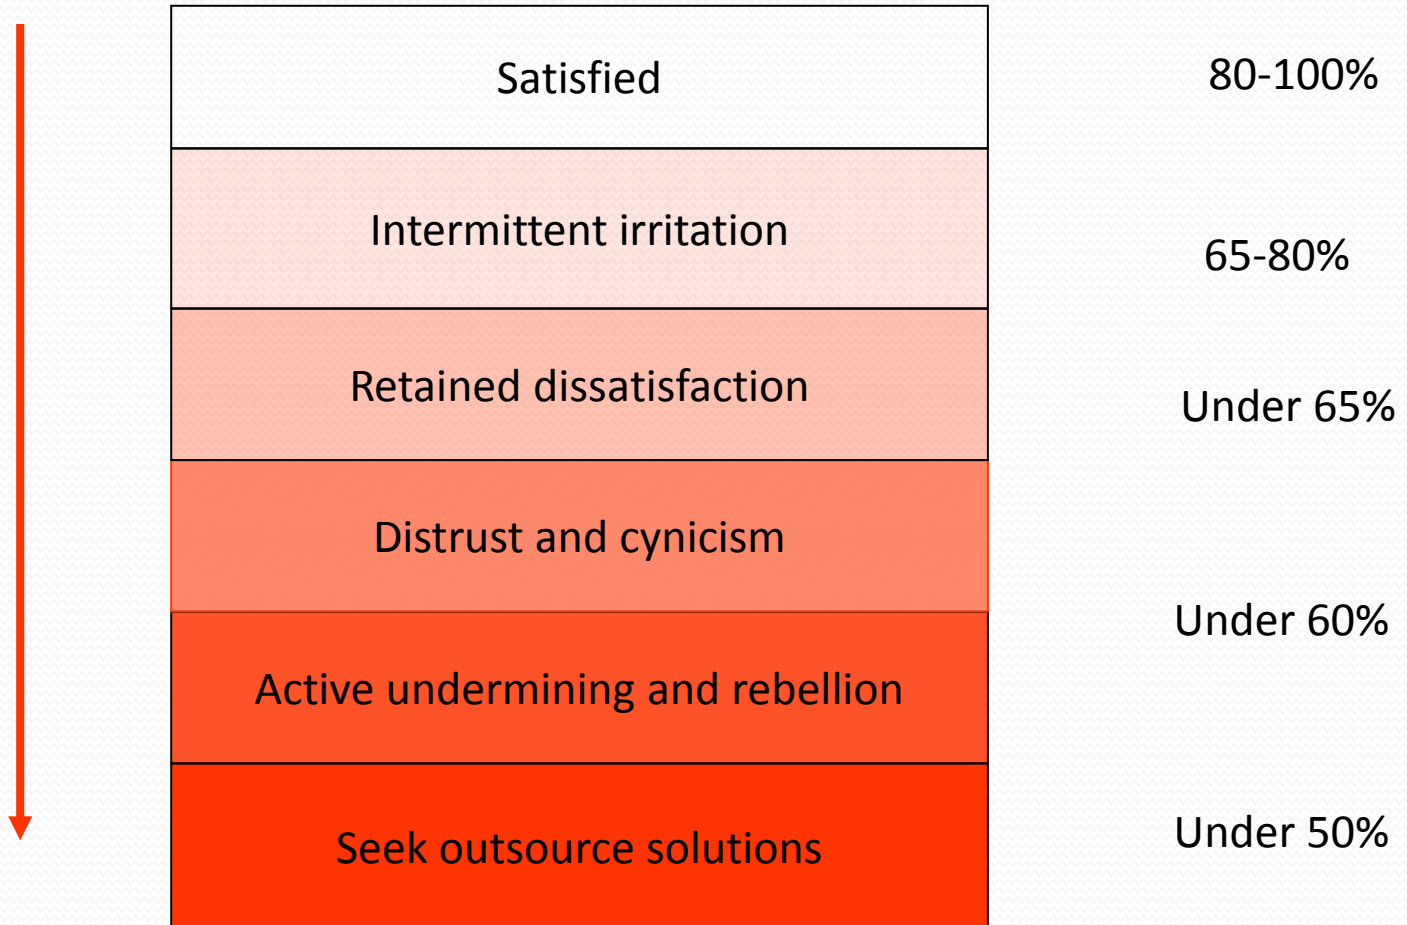 Satisfied
80-100%
Intermittent irritation
65-80%
Retained dissatisfaction
Under 65%
Distrust and cynicism
Under 60%
Active undermining and rebellion
Seek outsource solutions
Under 50%